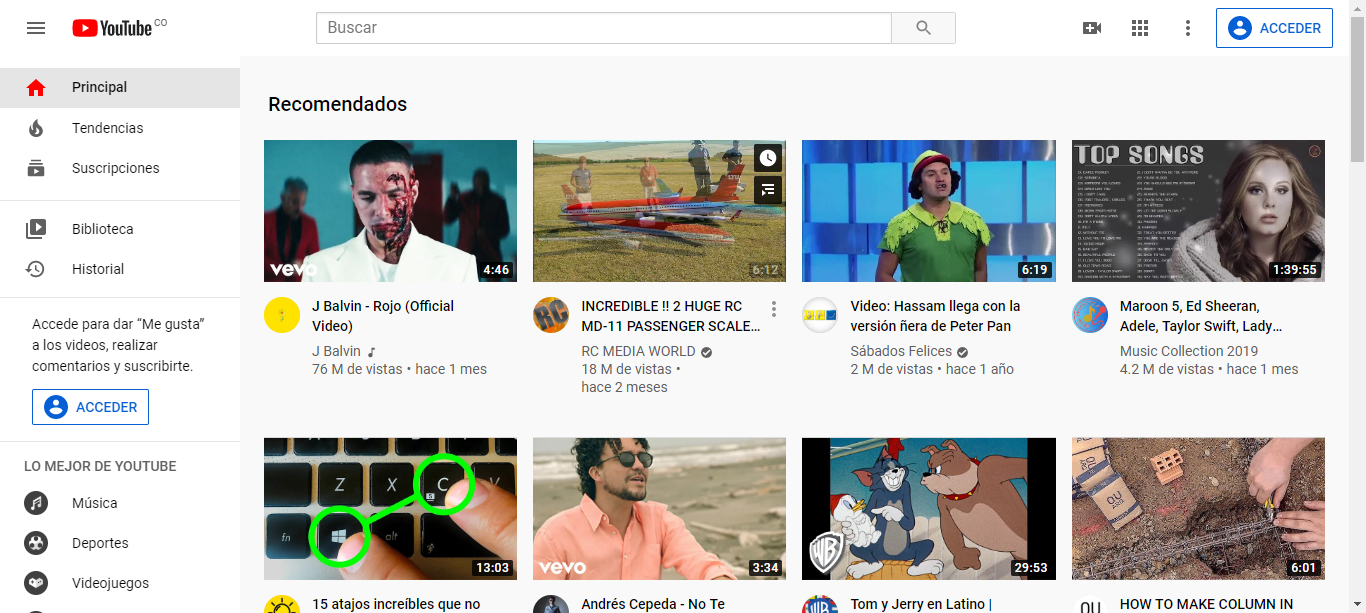 YouTube CO
Buscar
ACCEDER
Principal
Tendencias
Suscripciones
Biblioteca
Historial
Accede para dar “Me gusta”
a los videos, realizar
comentarios y suscribirte.
ACCEDER
LO MEJOR DE YOUTUBE
Música
Deportes
Videojuegos
Recomendados
vevo
4:46
6:12
6:19
TOP SONGS
1:39:55
J Balvin - Rojo (Official
Video)
J Balvin
76 M de vistas • hace 1 mes
RC
INCREDIBLE !! 2 HUGE RC
MD-11 PASSENGER SCALE...
RC MEDIA WORLD
18 M de vistas •
hace 2 meses
Video: Hassam llega con la
versión ñera de Peter Pan
Sábados Felices
2 M de vistas • hace 1 año
Maroon 5, Ed Sheeran,
Adele, Taylor Swift, Lady...
Music Collection 2019
4.2 M de vistas • hace 1 mes
Z X C V
fn alt
13:03
vevo
3:34
WB
29:53
6:01
15 atajos increíbles que no
Andrés Cepeda - No Te
Tom y Jerry en Latino |
OU
HOW TO MAKE COLUMN IN